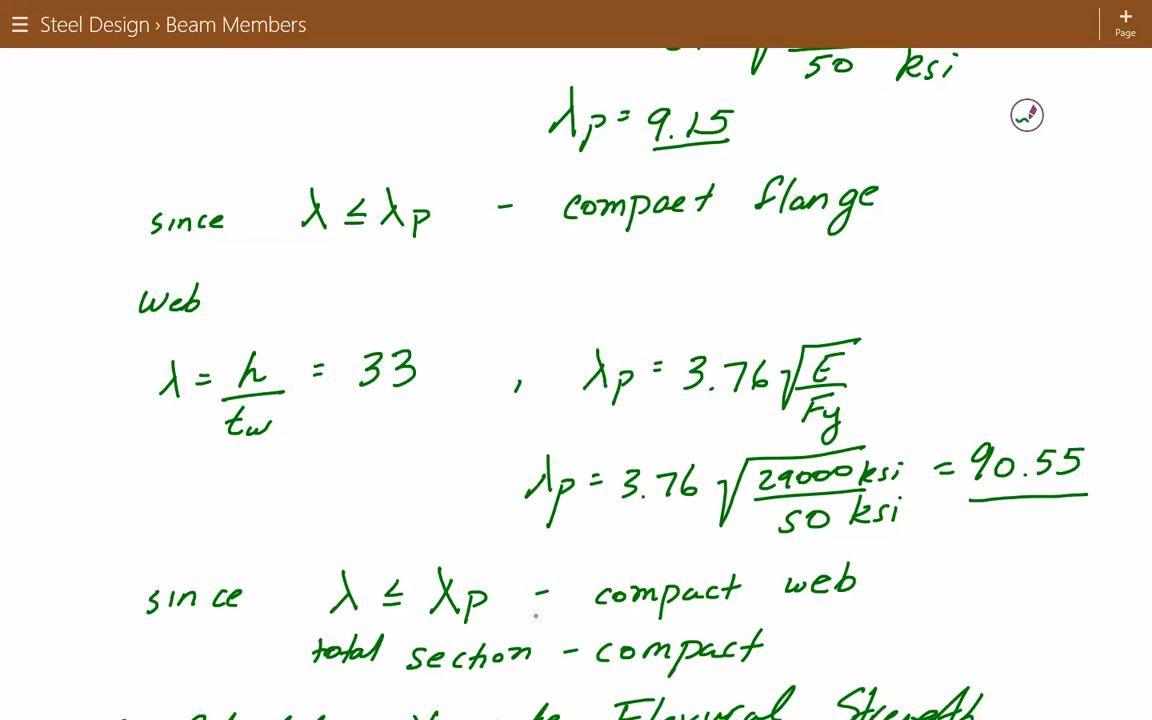 Steel Design › Beam Members
Page
50 ksi
λp = 9.15
since λ ≤ λp - compact flange
web
λ = h/tw = 33 , λp = 3.76 √(E/Fy)
λp = 3.76 √(29000 ksi/50 ksi) = 90.55
since λ ≤ λp - compact web
total section - compact
Flexural Strength